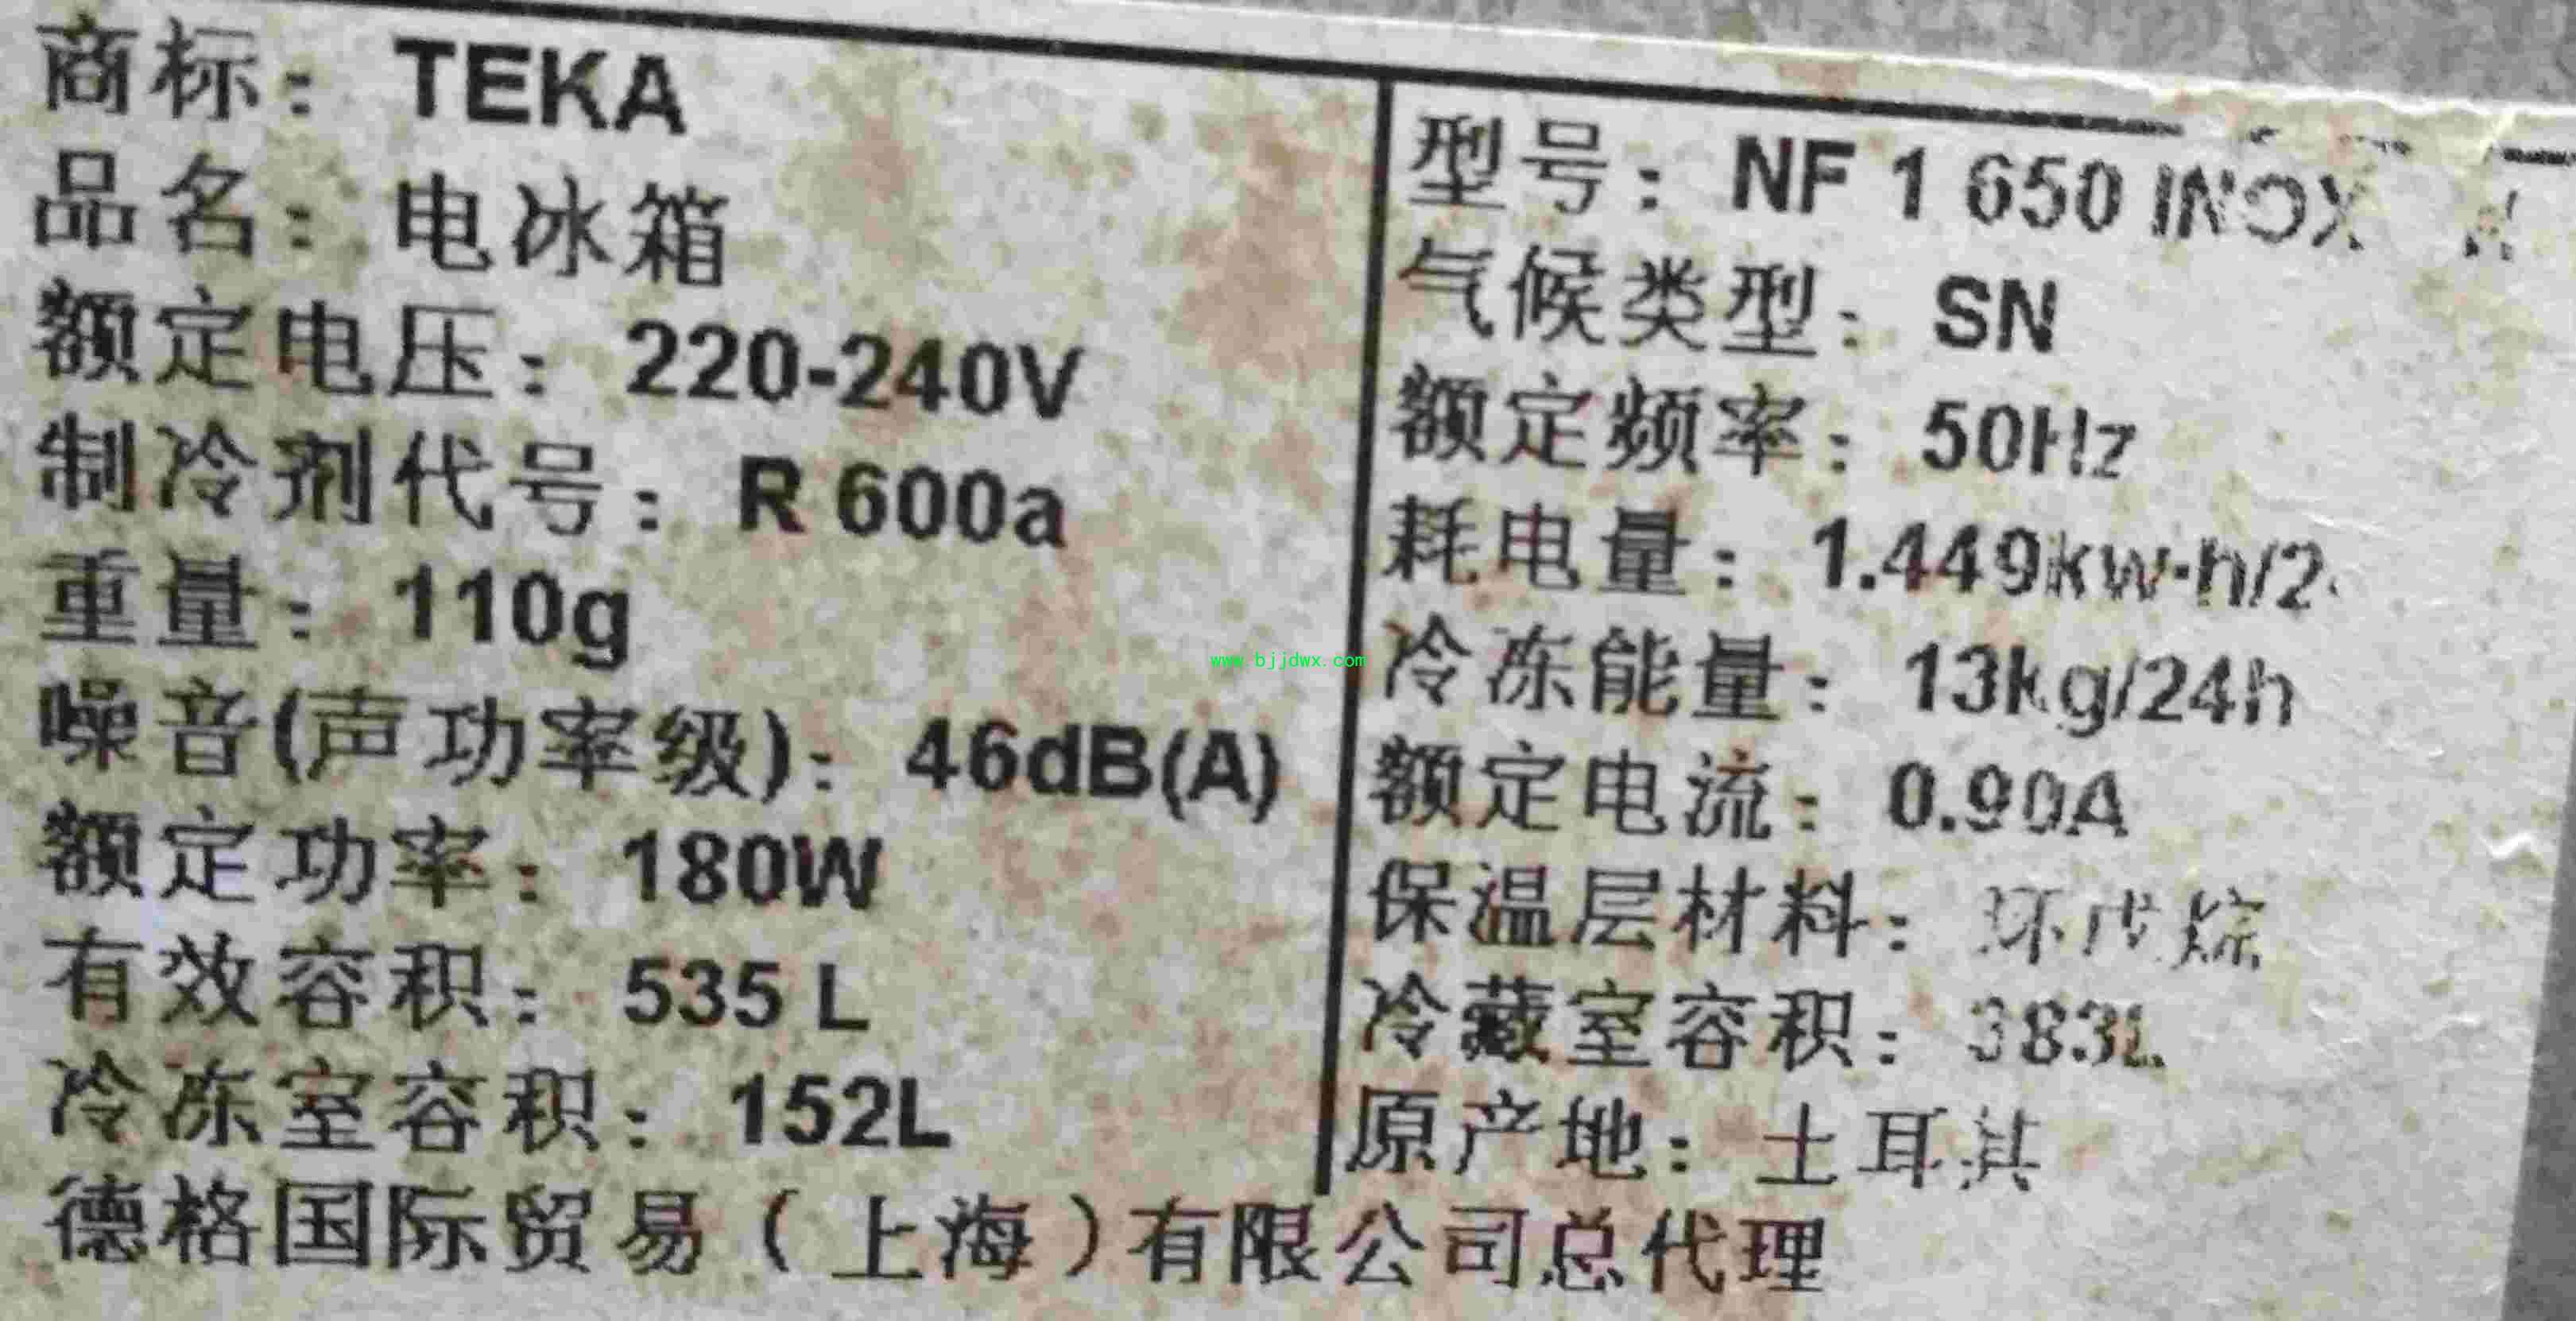 商标：TEKA
品名：电冰箱
额定电压：220-240V
制冷剂代号：R 600a
重量：110g
噪音(声功率级)：46dB(A)
额定功率：180W
有效容积：535 L
冷冻室容积：152L
型号：NF 1 650 INOX
气候类型：SN
额定频率：50Hz
耗电量：1.449kw·h/2
冷冻能量：13kg/24h
额定电流：0.90A
保温层材料：环戊烷
冷藏室容积：383L
原产地：土耳其
德格国际贸易（上海）有限公司总代理
www.bjjdwx.com